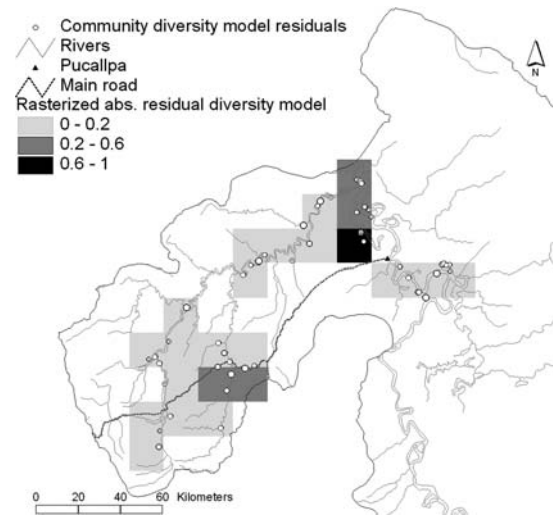 Community diversity model residuals
Rivers
Pucallpa
Main road
Rasterized abs. residual diversity model
0 - 0.2
0.2 - 0.6
0.6 - 1
N
0 20 40 60 Kilometers